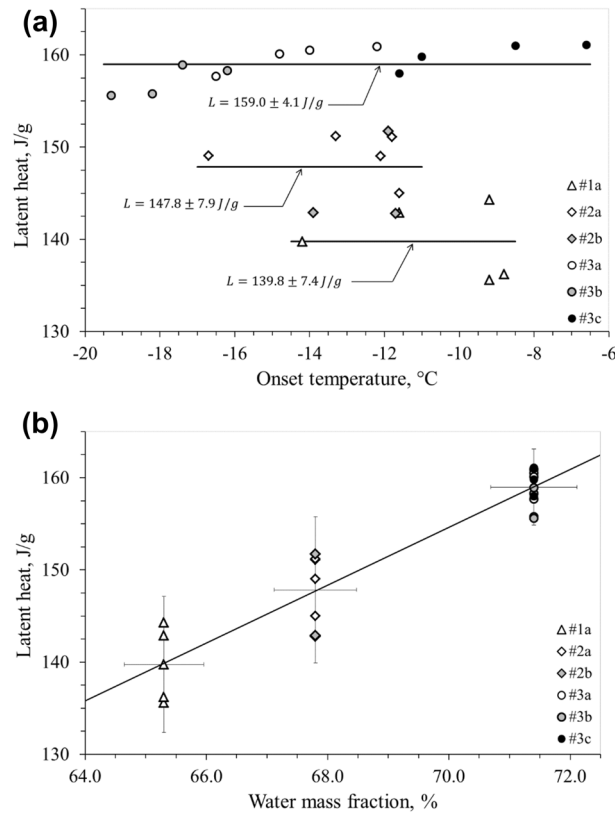 (a)
160
150
140
130
Latent heat, J/g
L = 159.0 ± 4.1 J/g
L = 147.8 ± 7.9 J/g
L = 139.8 ± 7.4 J/g
#1a
#2a
#2b
#3a
#3b
#3c
-20 -18 -16 -14 -12 -10 -8 -6
Onset temperature, °C
(b)
160
150
140
130
Latent heat, J/g
#1a
#2a
#2b
#3a
#3b
#3c
64.0 66.0 68.0 70.0 72.0
Water mass fraction, %